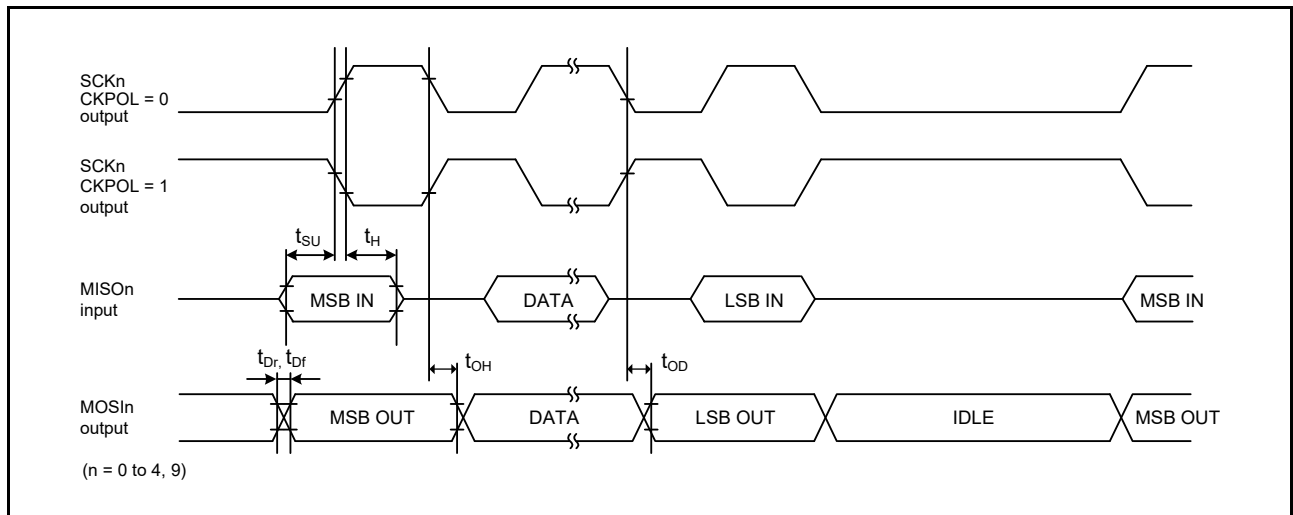 SCKn
CKPOL = 0
output
SCKn
CKPOL = 1
output
tSU
tH
MISOn
input
MSB IN
DATA
LSB IN
MSB IN
tDr, tDf
tOH
tOD
MOSIn
output
MSB OUT
DATA
LSB OUT
IDLE
MSB OUT
(n = 0 to 4, 9)